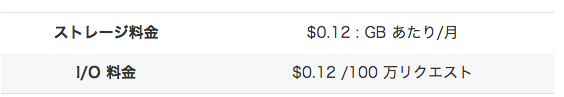 ストレージ料金 $0.12 : GB あたり/月
I/O 料金 $0.12 /100 万リクエスト